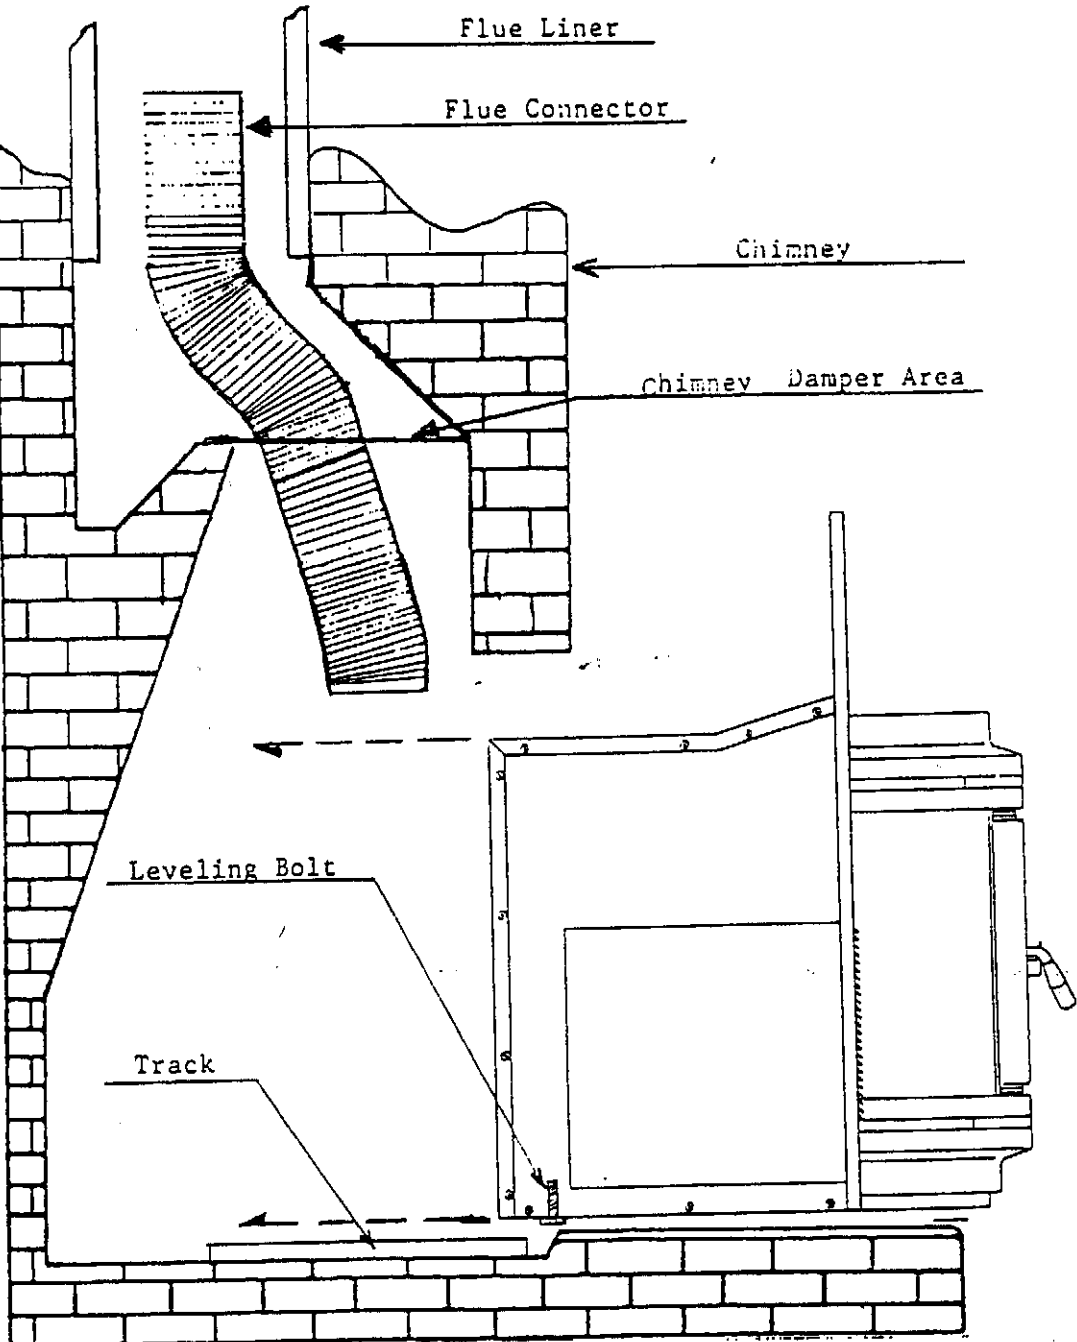 Flue Liner
Flue Connector
Chimney
Chimney Damper Area
Leveling Bolt
Track